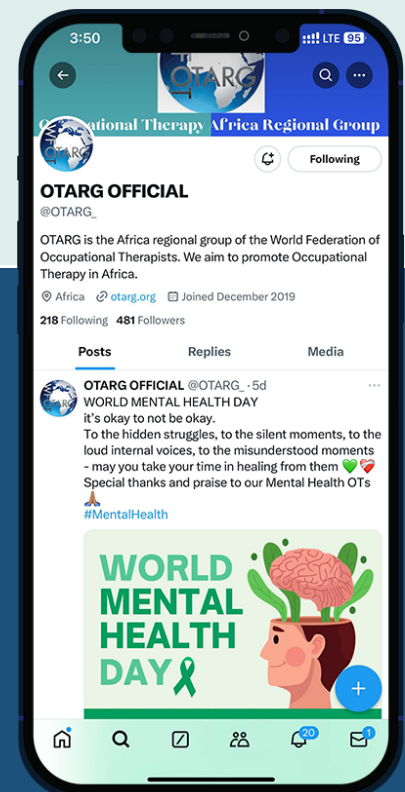 3:50
LTE 95
OTARG
Occupational Therapy Africa Regional Group
OTARG
Following
OTARG OFFICIAL
@OTARG_
OTARG is the Africa regional group of the World Federation of
Occupational Therapists. We aim to promote Occupational
Therapy in Africa.
Africa otarg.org Joined December 2019
218 Following 481 Followers
Posts Replies Media
OTARG OFFICIAL @OTARG_ · 5d
WORLD MENTAL HEALTH DAY
it's okay to not be okay.
To the hidden struggles, to the silent moments, to the
loud internal voices, to the misunderstood moments
- may you take your time in healing from them 💚❤️‍🩹
Special thanks and praise to our Mental Health OTs
🙏🏽
#MentalHealth
WORLD
MENTAL
HEALTH
DAY
20
1